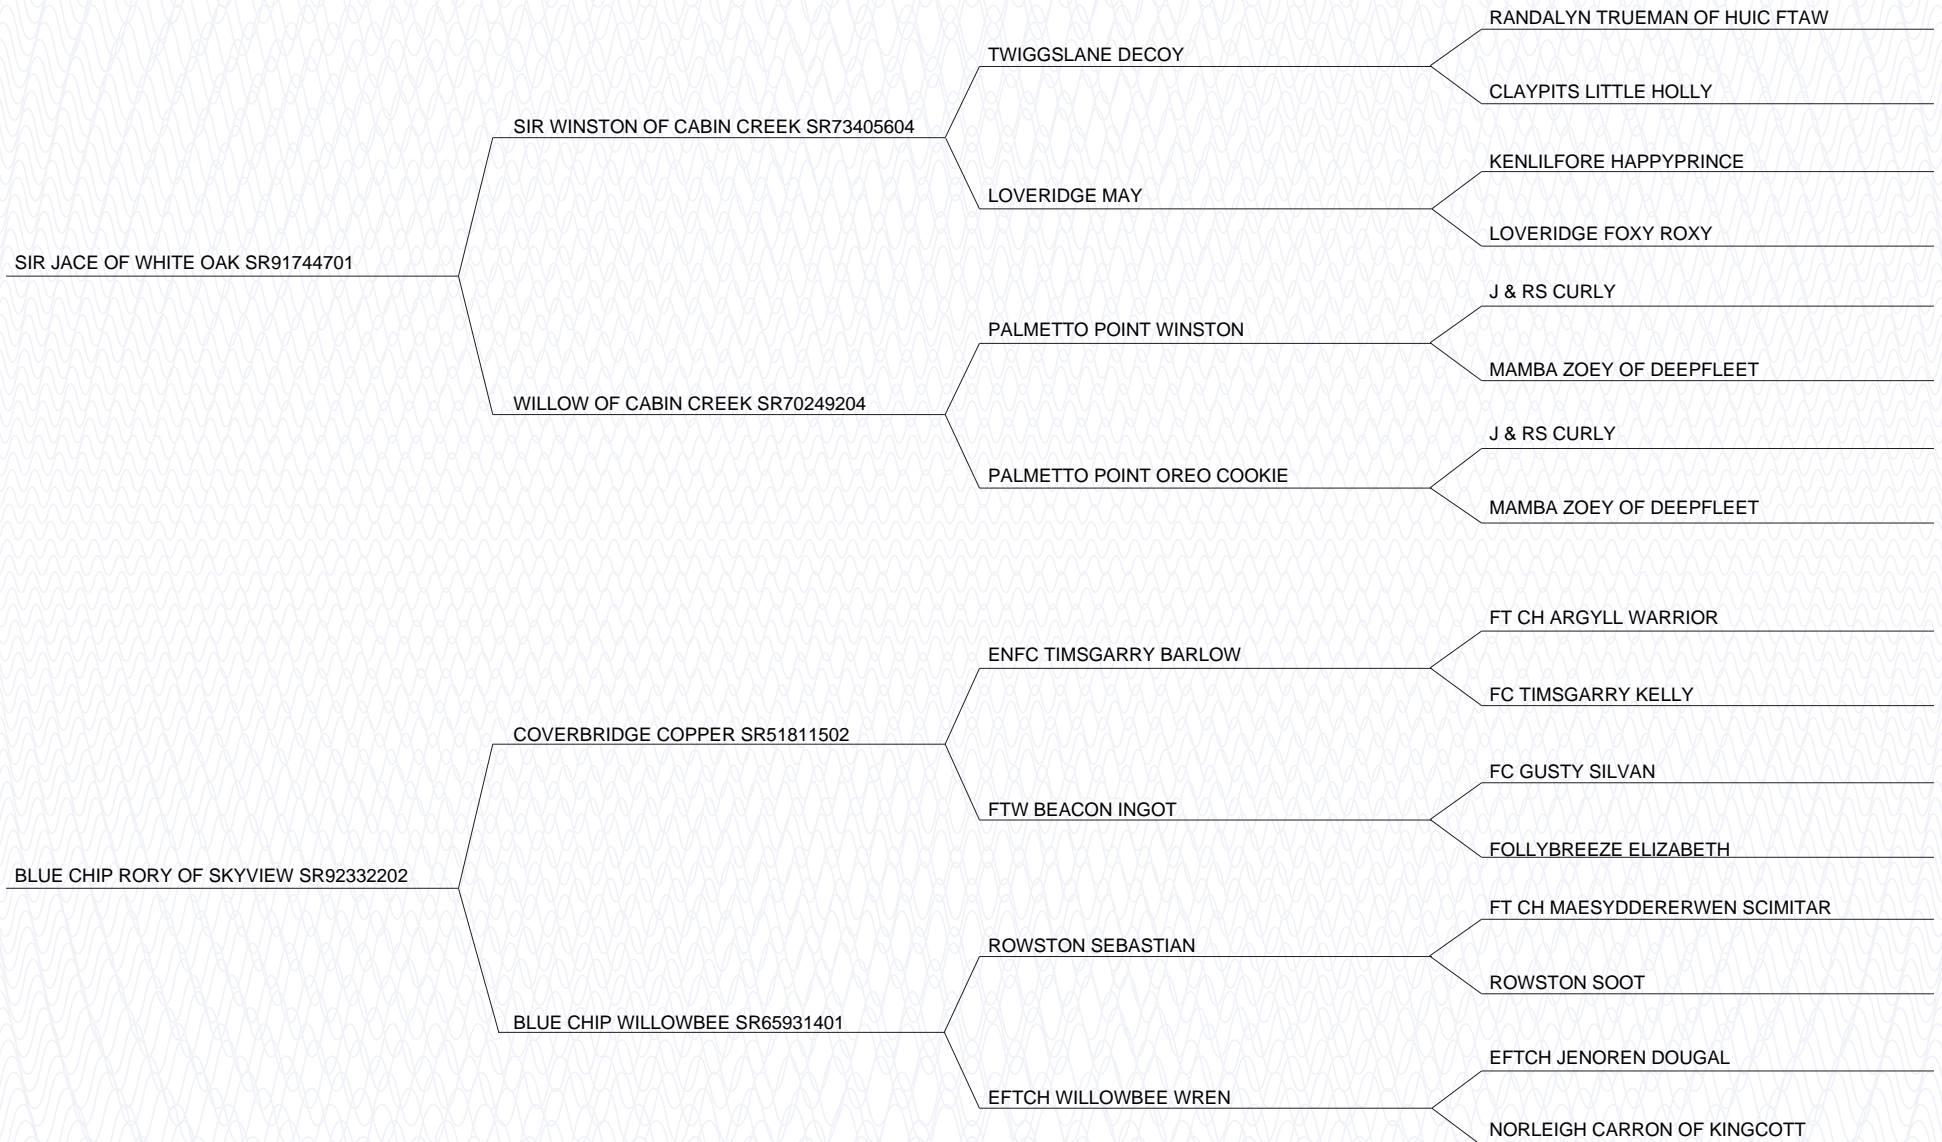 RANDALYN TRUEMAN OF HUIC FTAW
TWIGGSLANE DECOY
CLAYPITS LITTLE HOLLY
SIR WINSTON OF CABIN CREEK SR73405604
KENLILFORE HAPPYPRINCE
LOVERIDGE MAY
LOVERIDGE FOXY ROXY
SIR JACE OF WHITE OAK SR91744701
J & RS CURLY
PALMETTO POINT WINSTON
MAMBA ZOEY OF DEEPFLEET
WILLOW OF CABIN CREEK SR70249204
J & RS CURLY
PALMETTO POINT OREO COOKIE
MAMBA ZOEY OF DEEPFLEET
FT CH ARGYLL WARRIOR
ENFC TIMSGARRY BARLOW
FC TIMSGARRY KELLY
COVERBRIDGE COPPER SR51811502
FC GUSTY SILVAN
FTW BEACON INGOT
FOLLYBREEZE ELIZABETH
BLUE CHIP RORY OF SKYVIEW SR92332202
FT CH MAESYDDERERWEN SCIMITAR
ROWSTON SEBASTIAN
ROWSTON SOOT
BLUE CHIP WILLOWBEE SR65931401
EFTCH JENOREN DOUGAL
EFTCH WILLOWBEE WREN
NORLEIGH CARRON OF KINGCOTT